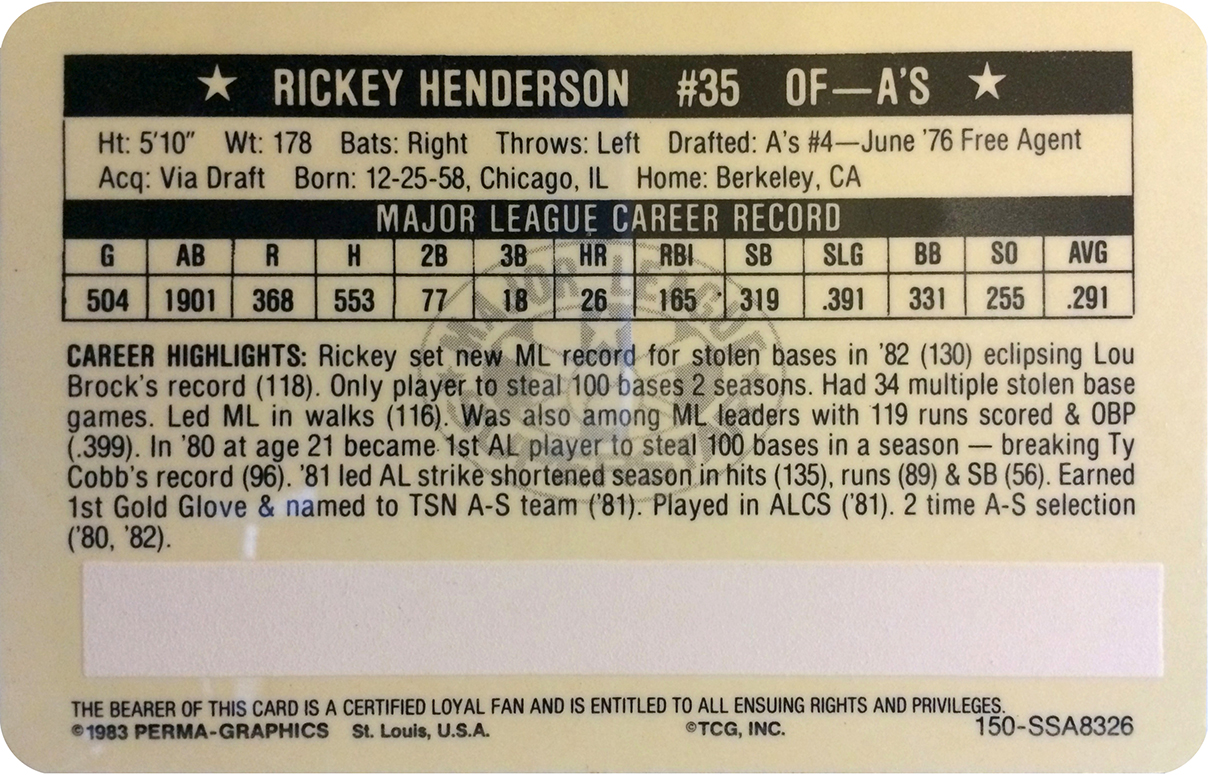 ★ RICKEY HENDERSON #35 OF—A'S ★
Ht: 5'10" Wt: 178 Bats: Right Throws: Left Drafted: A's #4—June '76 Free Agent
Acq: Via Draft Born: 12-25-58, Chicago, IL Home: Berkeley, CA
MAJOR LEAGUE CAREER RECORD
G AB R H 2B 3B HR RBI SB SLG BB SO AVG
504 1901 368 553 77 18 26 165 319 .391 331 255 .291
CAREER HIGHLIGHTS: Rickey set new ML record for stolen bases in '82 (130) eclipsing Lou
Brock's record (118). Only player to steal 100 bases 2 seasons. Had 34 multiple stolen base
games. Led ML in walks (116). Was also among ML leaders with 119 runs scored & OBP
(.399). In '80 at age 21 became 1st AL player to steal 100 bases in a season — breaking Ty
Cobb's record (96). '81 led AL strike shortened season in hits (135), runs (89) & SB (56). Earned
1st Gold Glove & named to TSN A-S team ('81). Played in ALCS ('81). 2 time A-S selection
('80, '82).
MAJOR LEAGUE
THE BEARER OF THIS CARD IS A CERTIFIED LOYAL FAN AND IS ENTITLED TO ALL ENSUING RIGHTS AND PRIVILEGES.
©1983 PERMA-GRAPHICS St. Louis, U.S.A. ©TCG, INC. 150-SSA8326